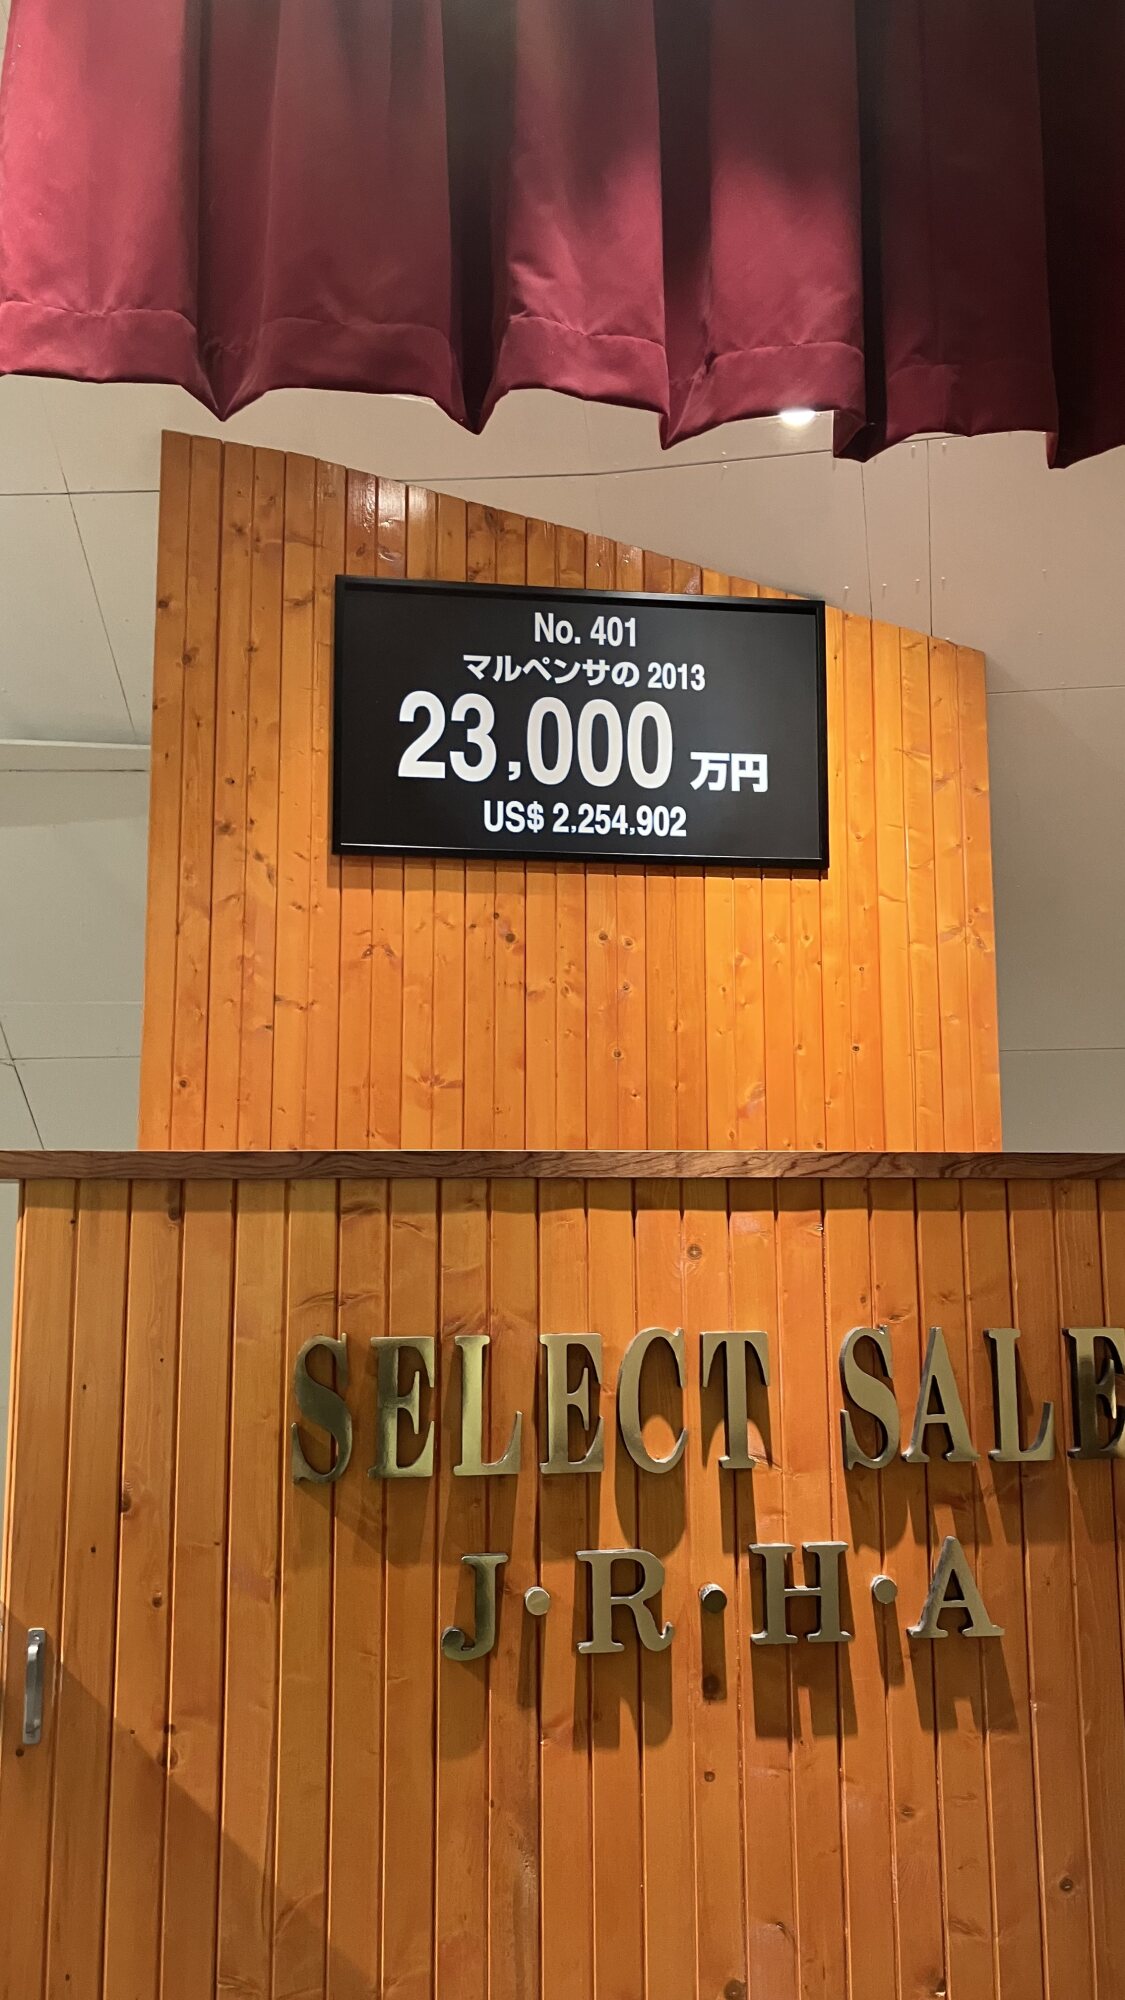 No. 401
マルペンサの 2013
23,000 万円
US$ 2,254,902
SELECT SALE
J·R·H·A